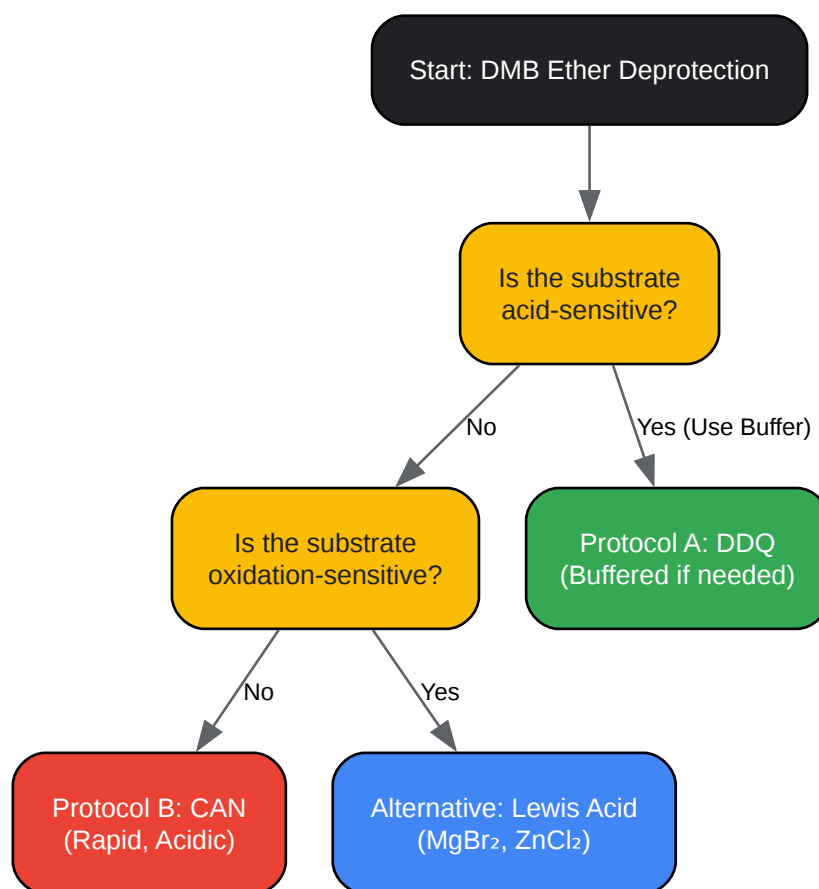 Start: DMB Ether Deprotection
Is the substrate
acid-sensitive?
No
Yes (Use Buffer)
Is the substrate
oxidation-sensitive?
Protocol A: DDQ
(Buffered if needed)
No
Yes
Protocol B: CAN
(Rapid, Acidic)
Alternative: Lewis Acid
(MgBr₂, ZnCl₂)